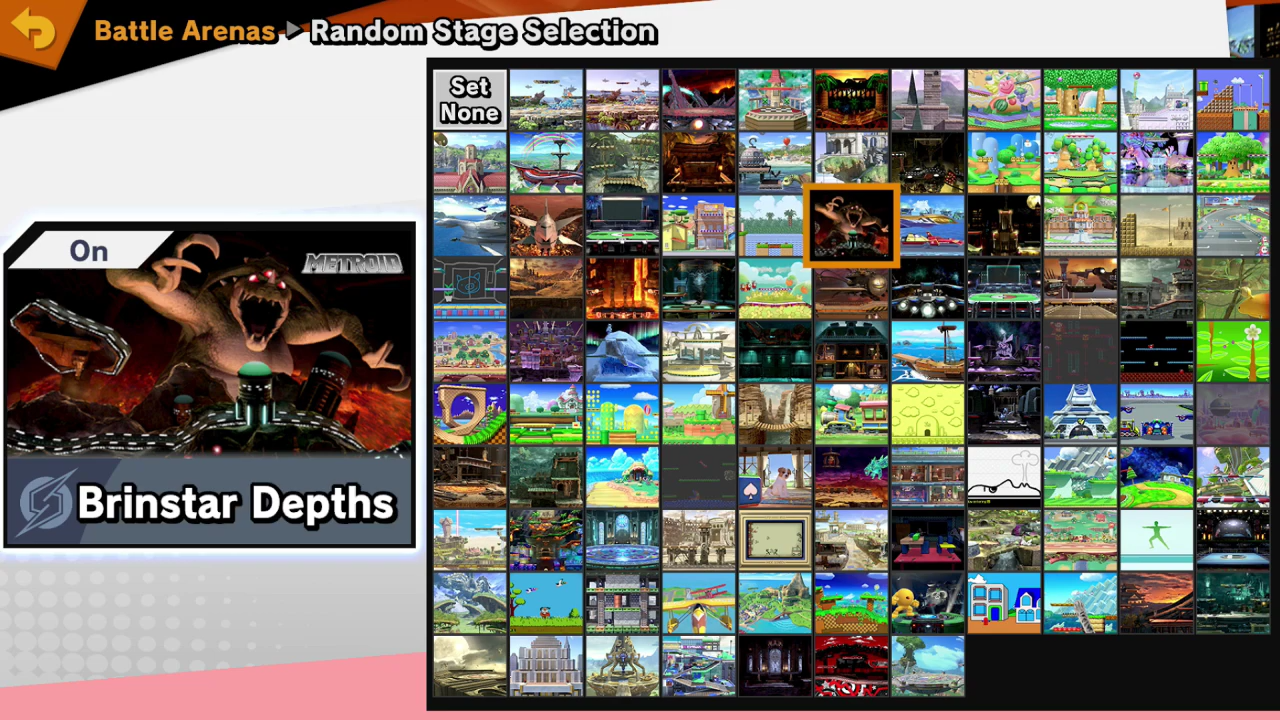 Battle Arenas ▶ Random Stage Selection
Set
None
On
METROID
Brinstar Depths